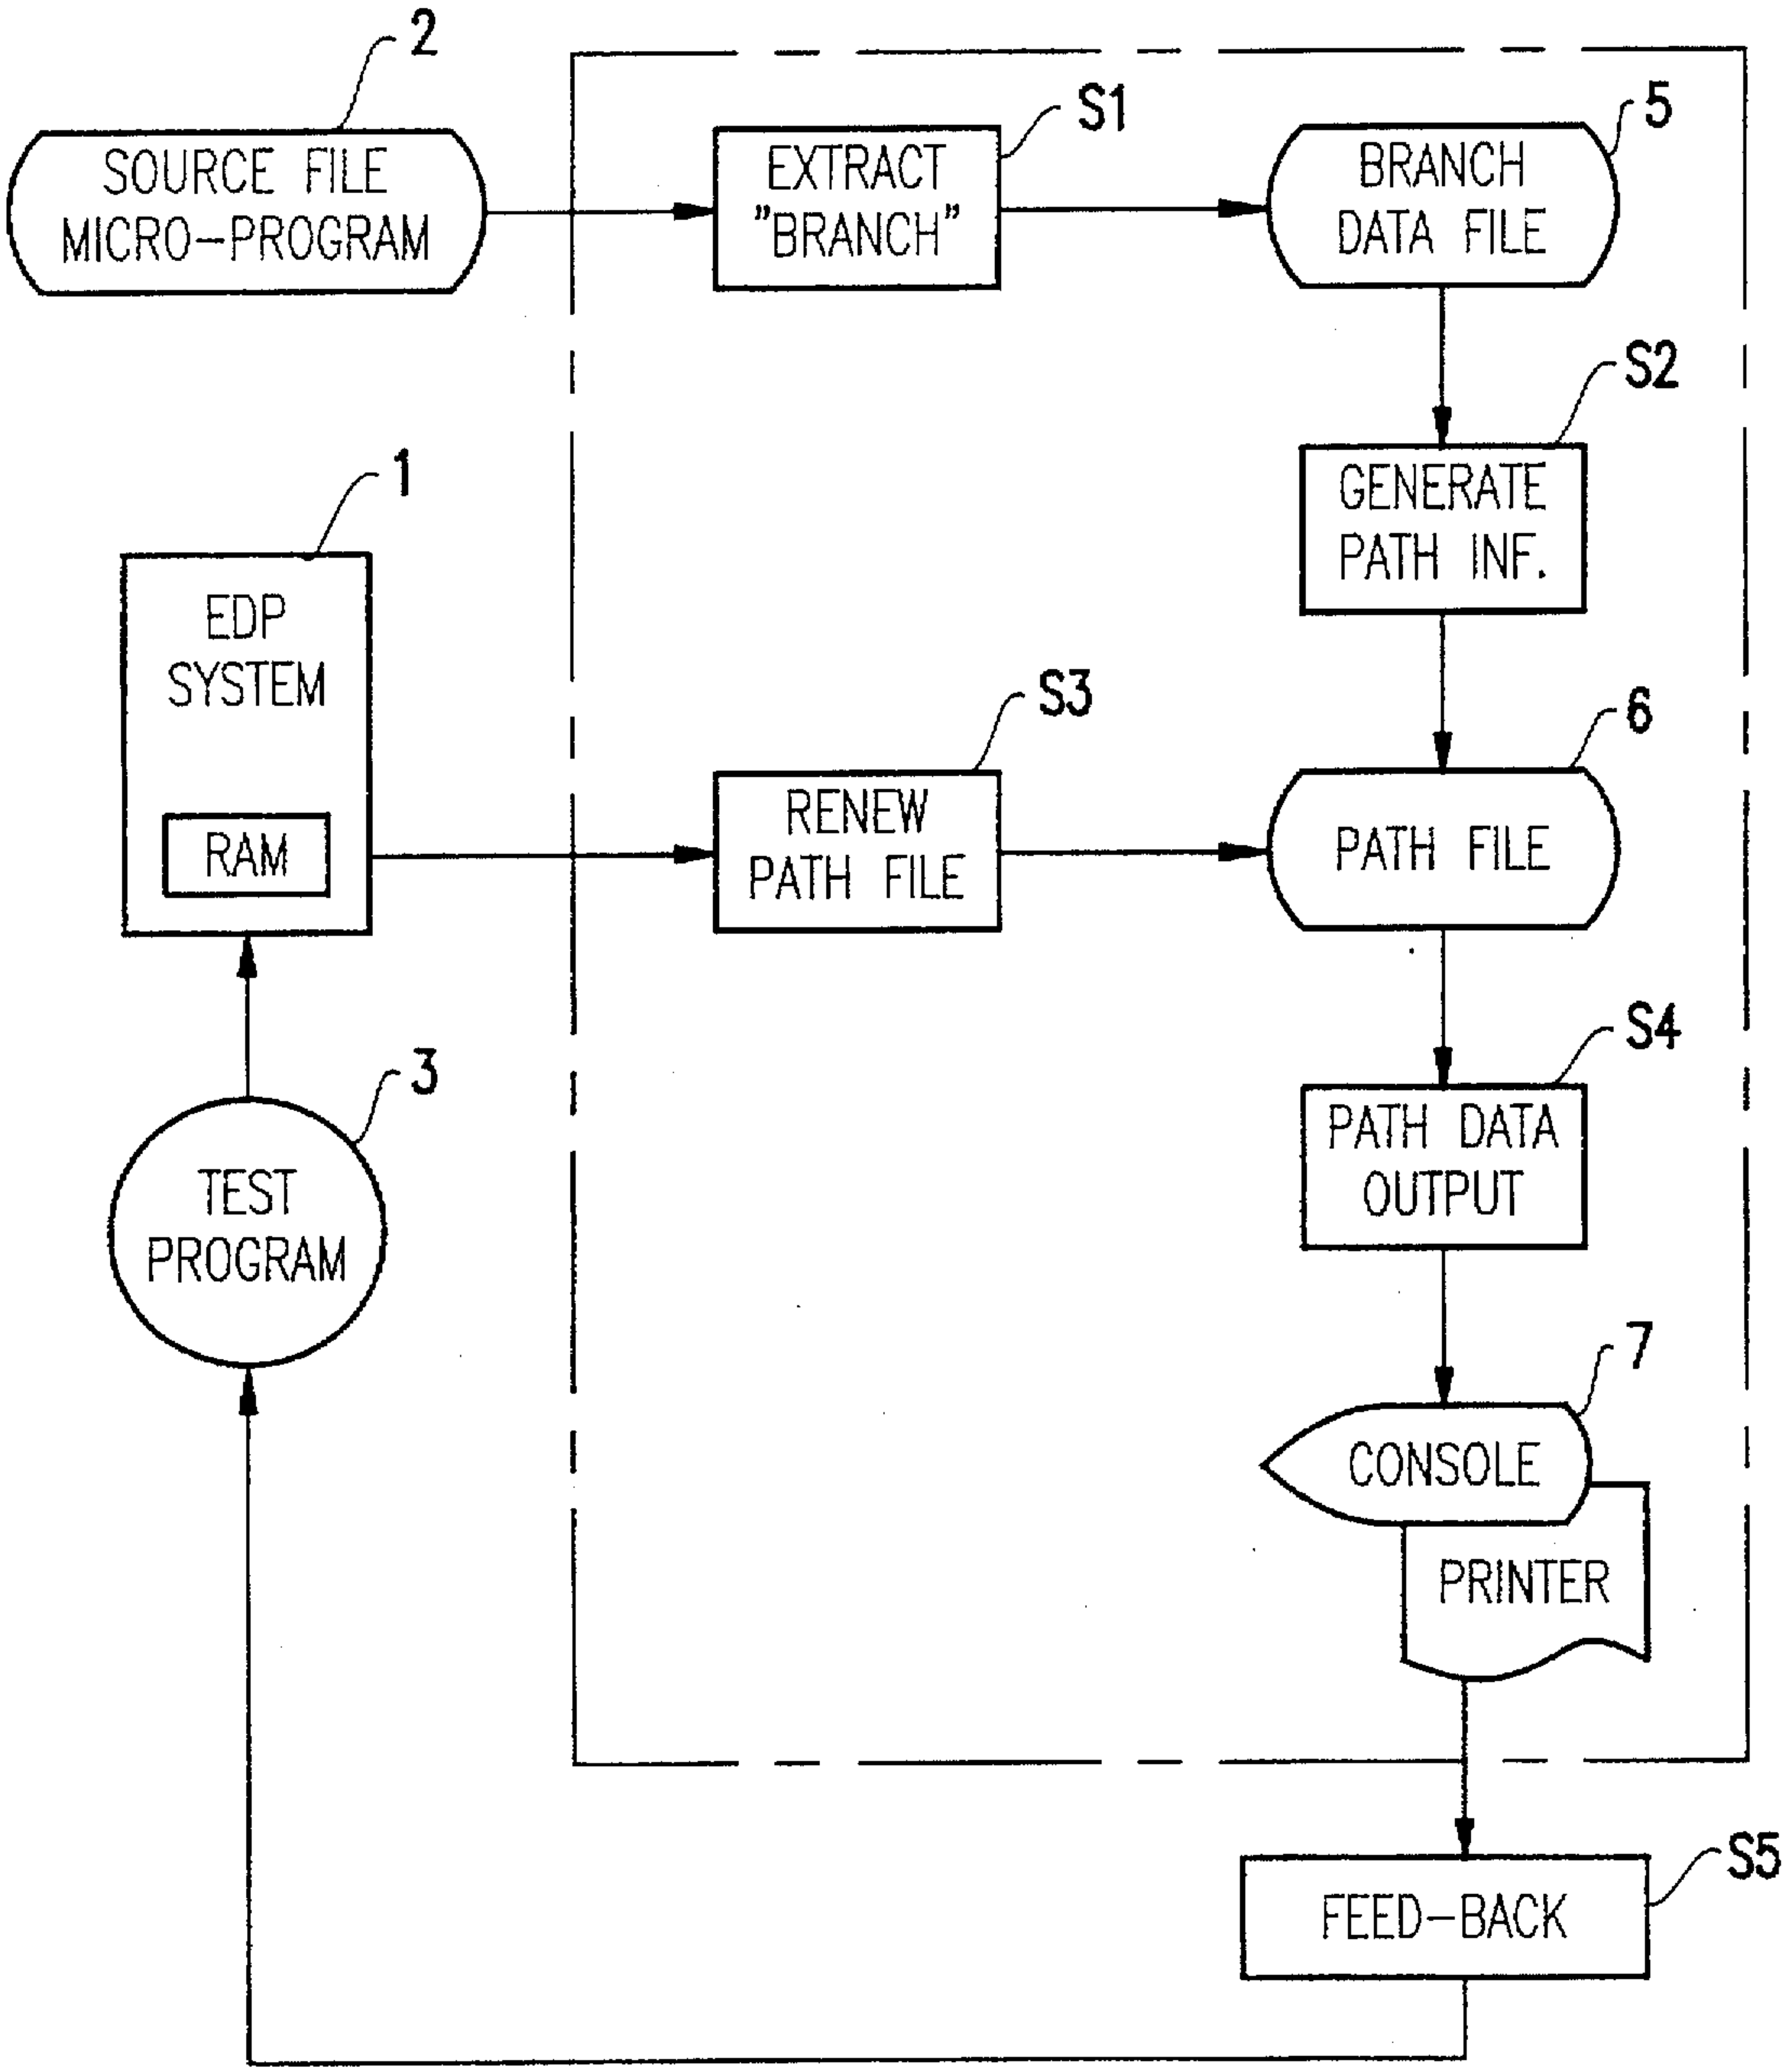 2
SOURCE FILE
MICRO-PROGRAM
S1
EXTRACT
"BRANCH"
5
BRANCH
DATA FILE
S2
GENERATE
PATH INF.
1
EDP
SYSTEM
RAM
S3
RENEW
PATH FILE
6
PATH FILE
S4
PATH DATA
OUTPUT
3
TEST
PROGRAM
7
CONSOLE
PRINTER
S5
FEED-BACK